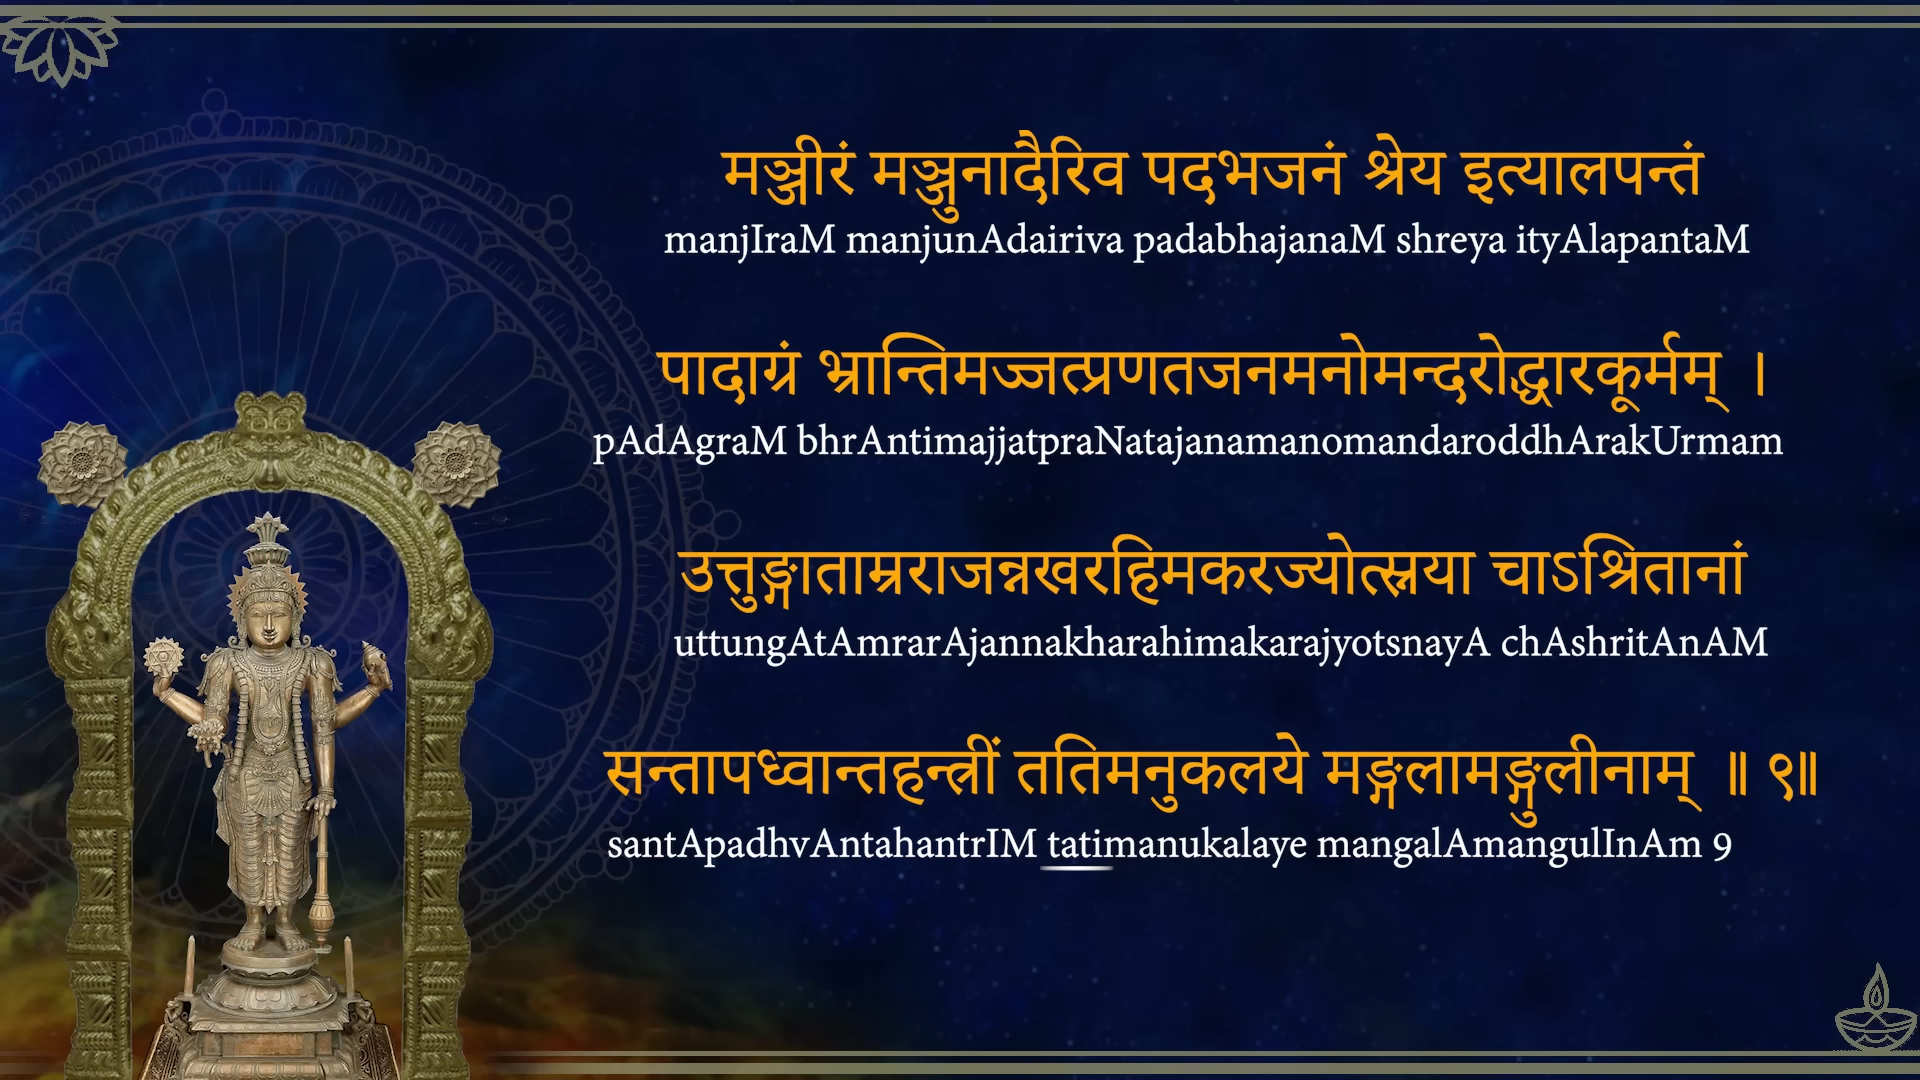 मञ्जीरं मञ्जुनादैरिव पदभजनं श्रेय इत्यालपन्तं
manjIraM manjunAdairiva padabhajanaM shreya ityAlapantaM
पादाग्रं भ्रान्तिमज्जत्प्रणतजनमनोमन्दरोद्धारकूर्मम् ।
pAdAgraM bhrAntimajjatpraNatajanamanomandaroddhArakUrmam
उत्तुङ्गाताम्रराजन्नखरहिमकरज्योत्स्नया चाऽश्रितानां
uttungAtAmrarAjannakharahimakarajyotsnayA chAshritAnAM
सन्तापध्वान्तहन्त्रीं ततिमनुकलये मङ्गलामङ्गुलीनाम् ॥ ९॥
santApadhvAntahantrIM tatimanukalaye mangalAmangulInAm 9